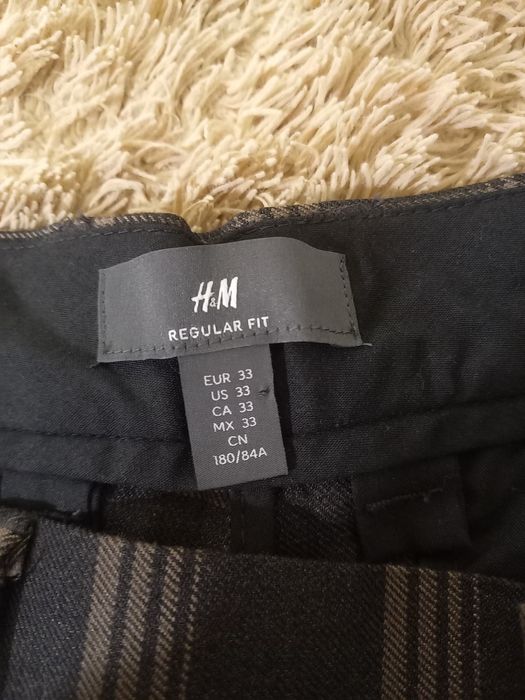 H&M
REGULAR FIT
EUR 33
US 33
CA 33
MX 33
CN
180/84A